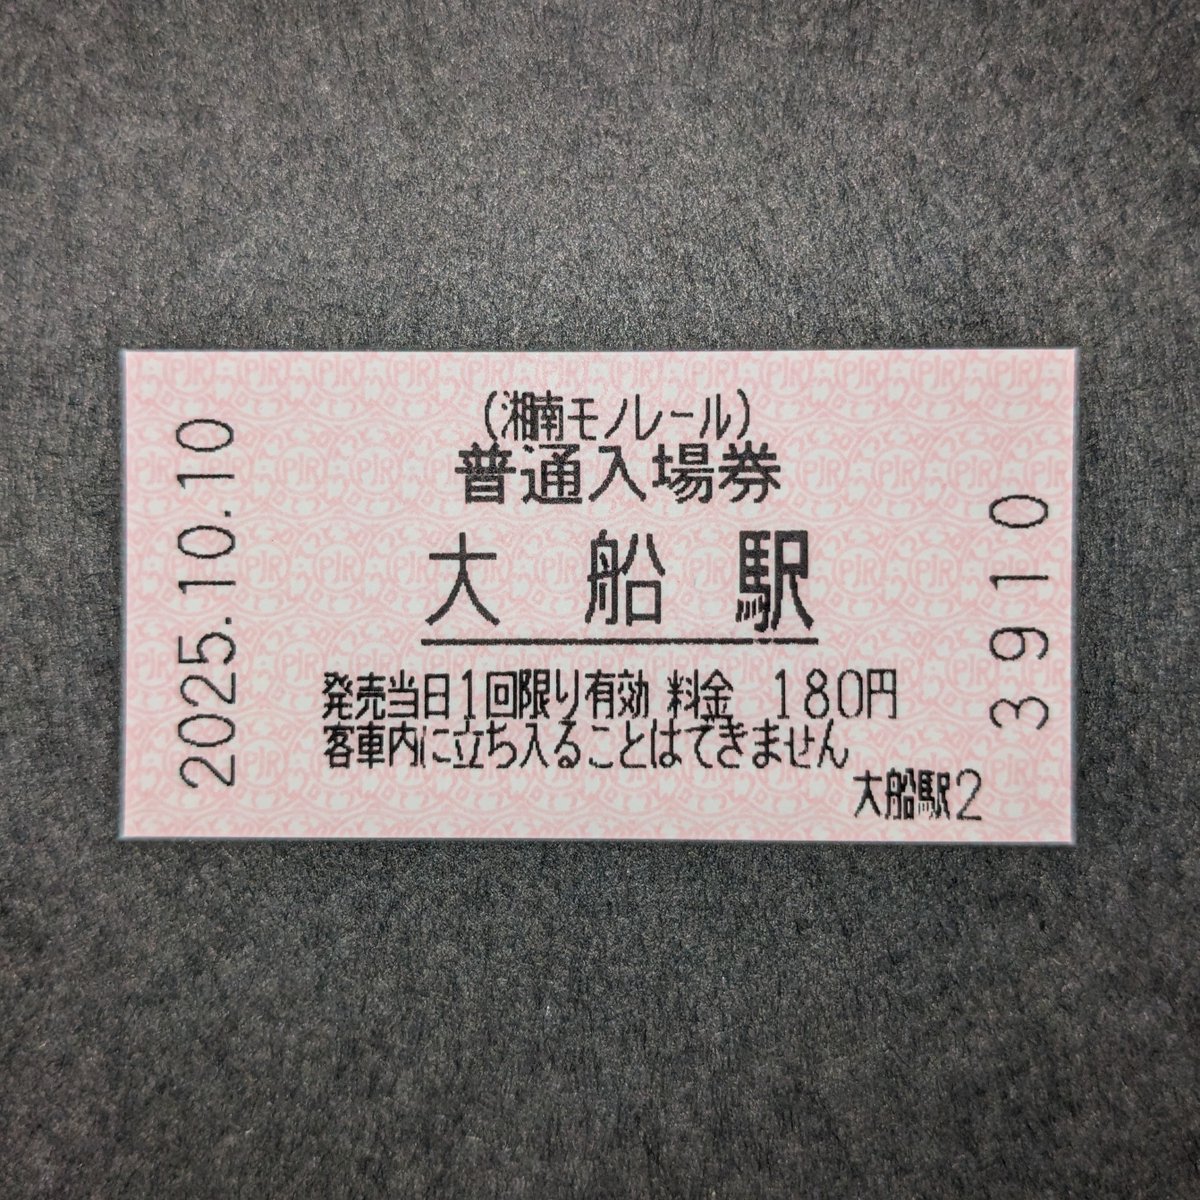 (湘南モノレール)
普通入場券
大船駅
発売当日1回限り有効 料金 180円
客車内に立ち入ることはできません
大船駅2
2025.10.10
3910